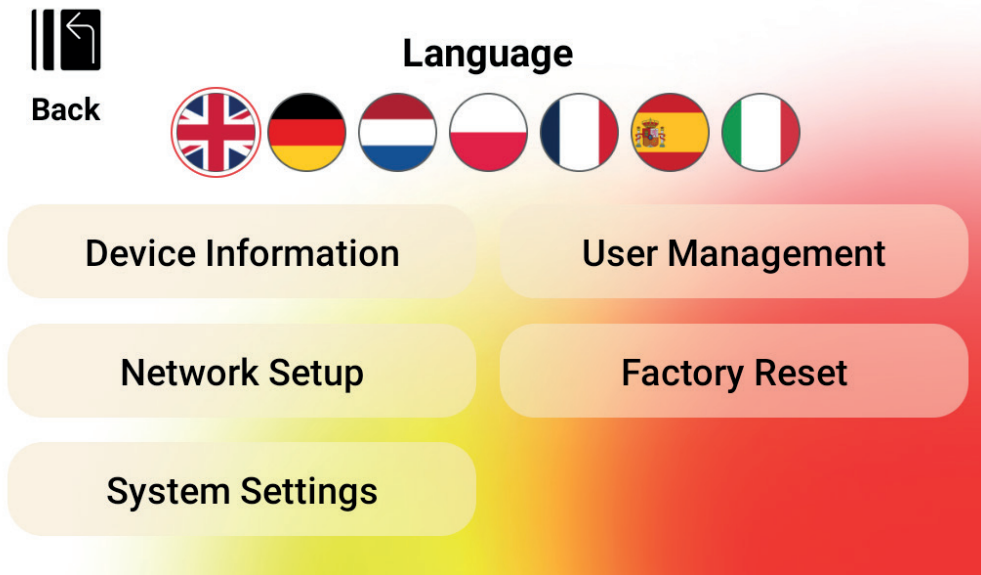 Language
Back
Device Information
User Management
Network Setup
Factory Reset
System Settings